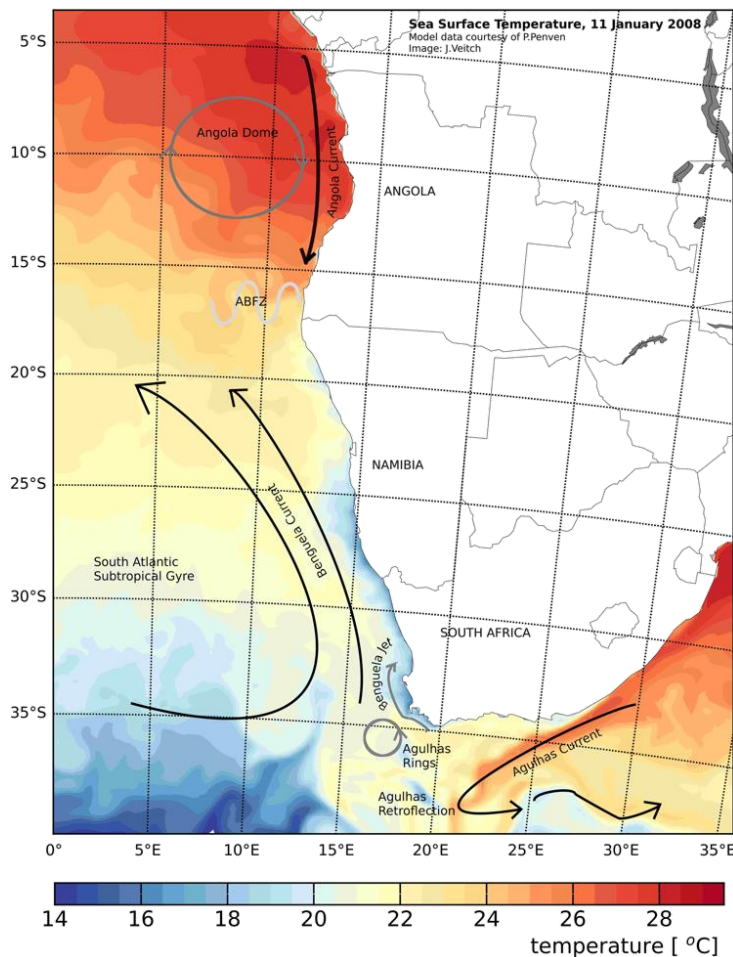 Sea Surface Temperature, 11 January 2008
Model data courtesy of P.Penven
Image: J.Veitch
5°S
Angola Dome
10°S
Angola Current
ANGOLA
15°S
ABFZ
20°S
NAMIBIA
25°S
Benguela Current
South Atlantic
Subtropical Gyre
30°S
SOUTH AFRICA
Benguela Jet
35°S
Agulhas
Rings
Agulhas Current
Agulhas
Retroflection
0°
5°E
10°E
15°E
20°E
25°E
30°E
35°E
14
16
18
20
22
24
26
28
temperature [ °C]